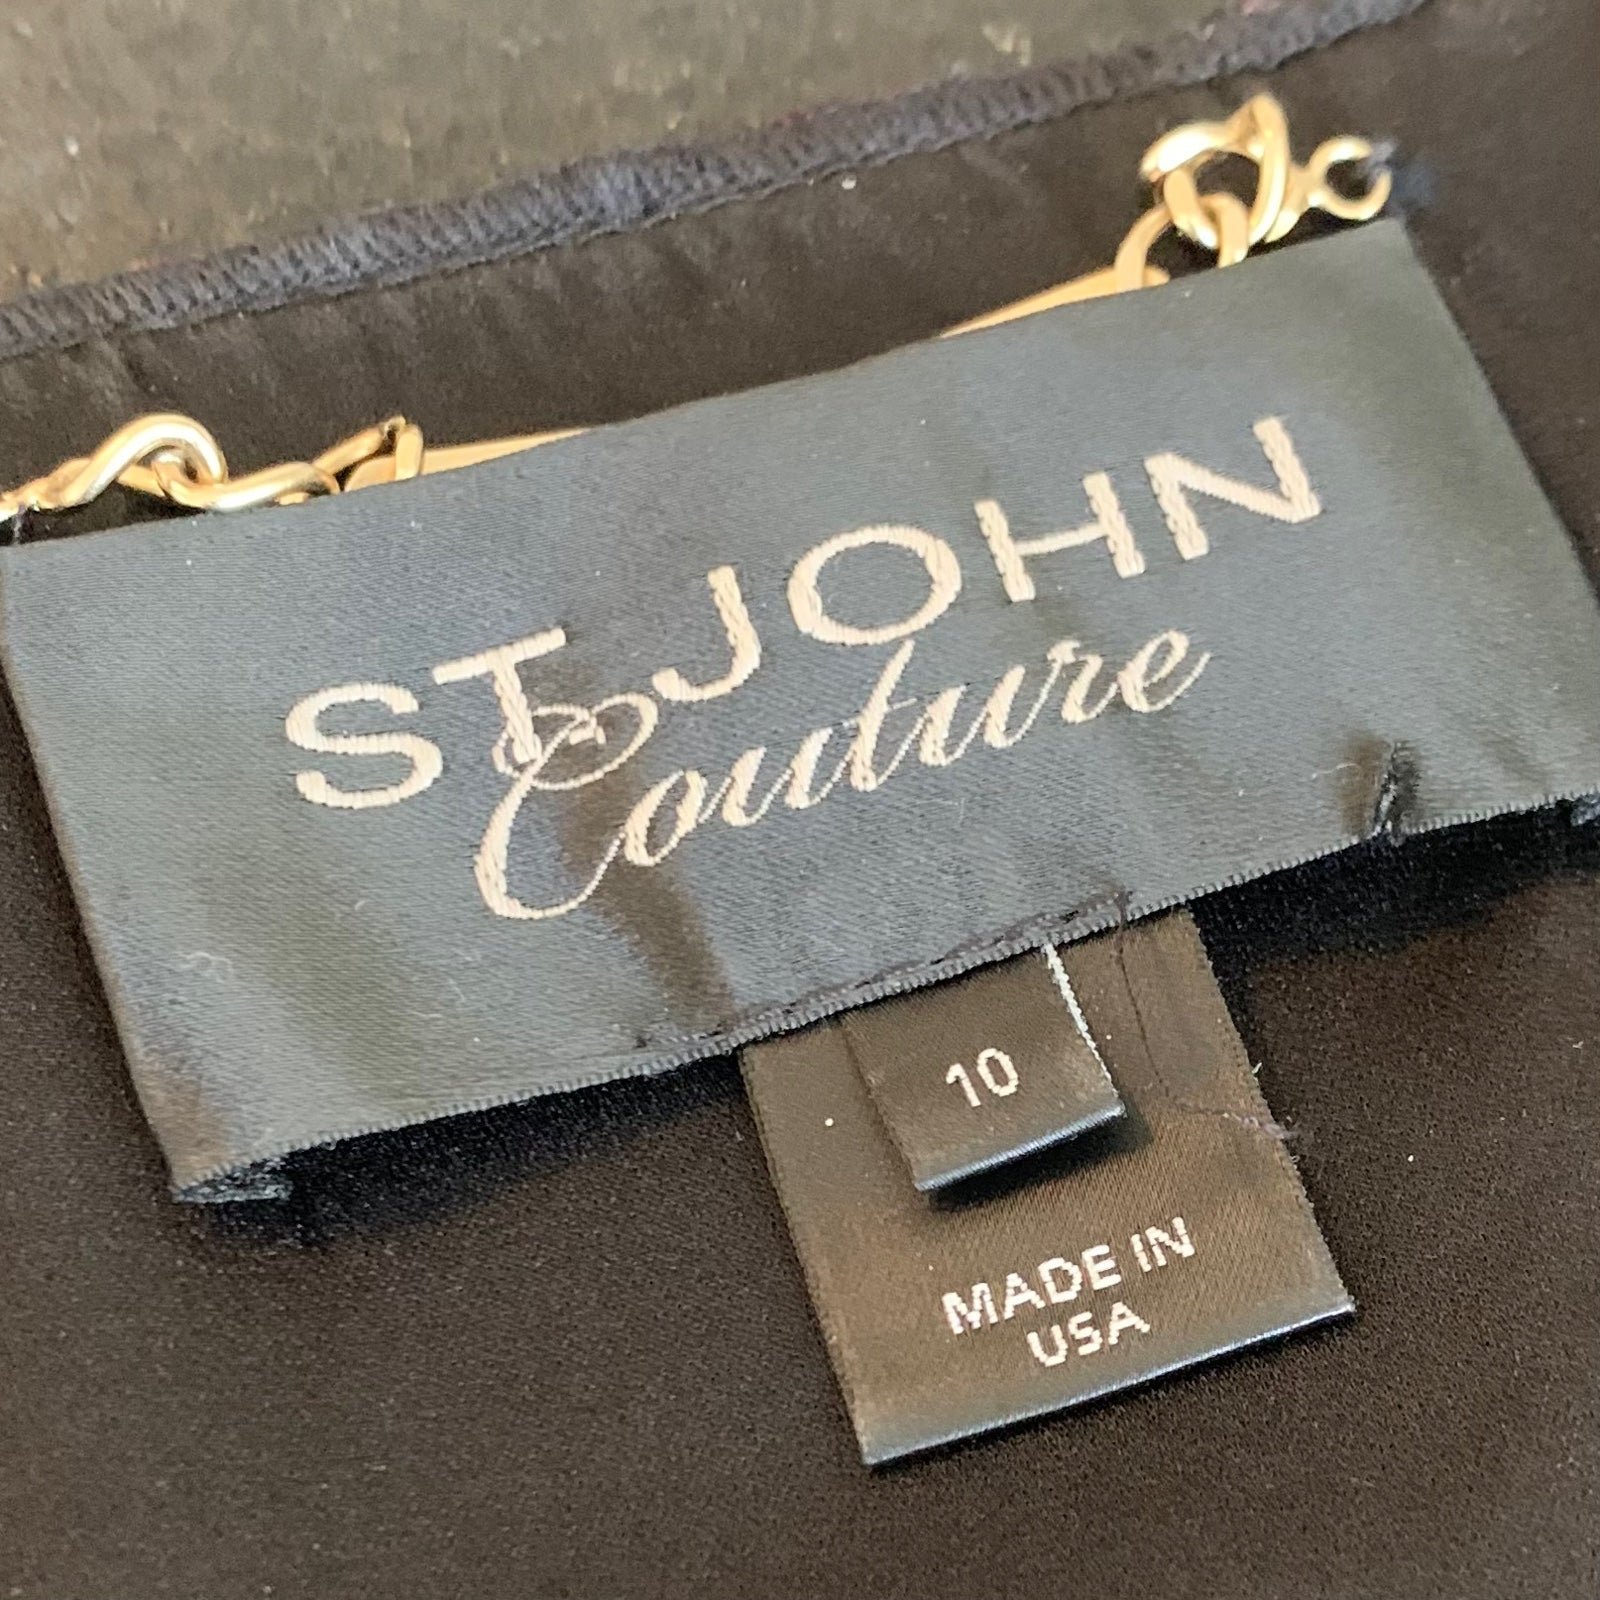 ST. JOHN
Couture
10
MADE IN
USA